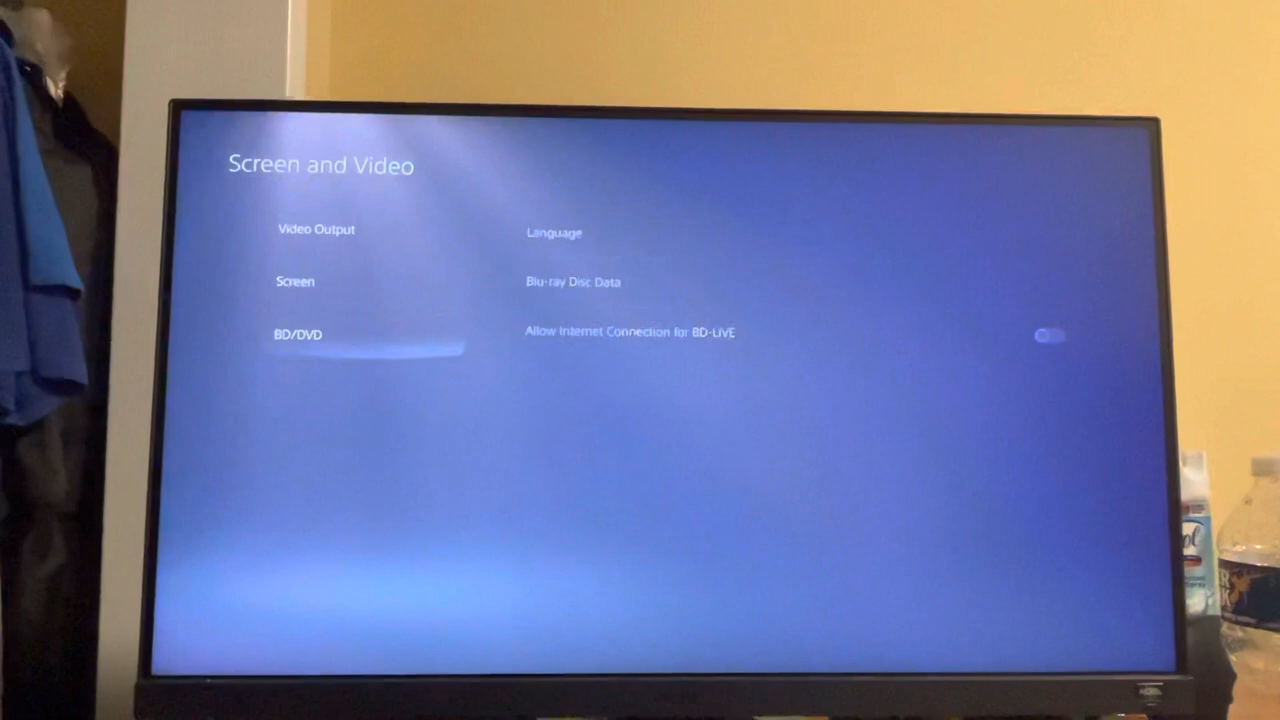 Screen and Video
Video Output
Screen
BD/DVD
Language
Blu-ray Disc Data
Allow Internet Connection for BD-LIVE